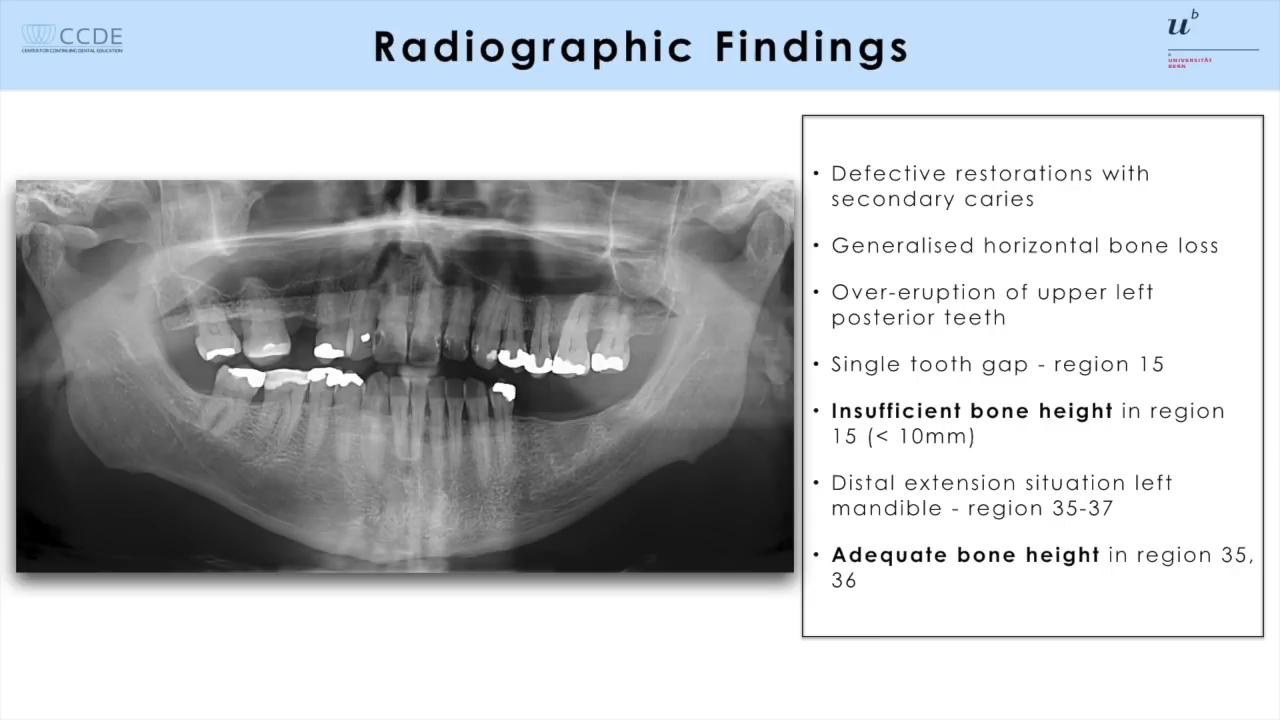 CCDE
CENTER FOR CONTINUING DENTAL EDUCATION
Radiographic Findings
u
b
b
UNIVERSITÄT
BERN
• Defective restorations with
secondary caries
• Generalised horizontal bone loss
• Over-eruption of upper left
posterior teeth
• Single tooth gap - region 15
• Insufficient bone height in region
15 (< 10mm)
• Distal extension situation left
mandible - region 35-37
• Adequate bone height in region 35,
36